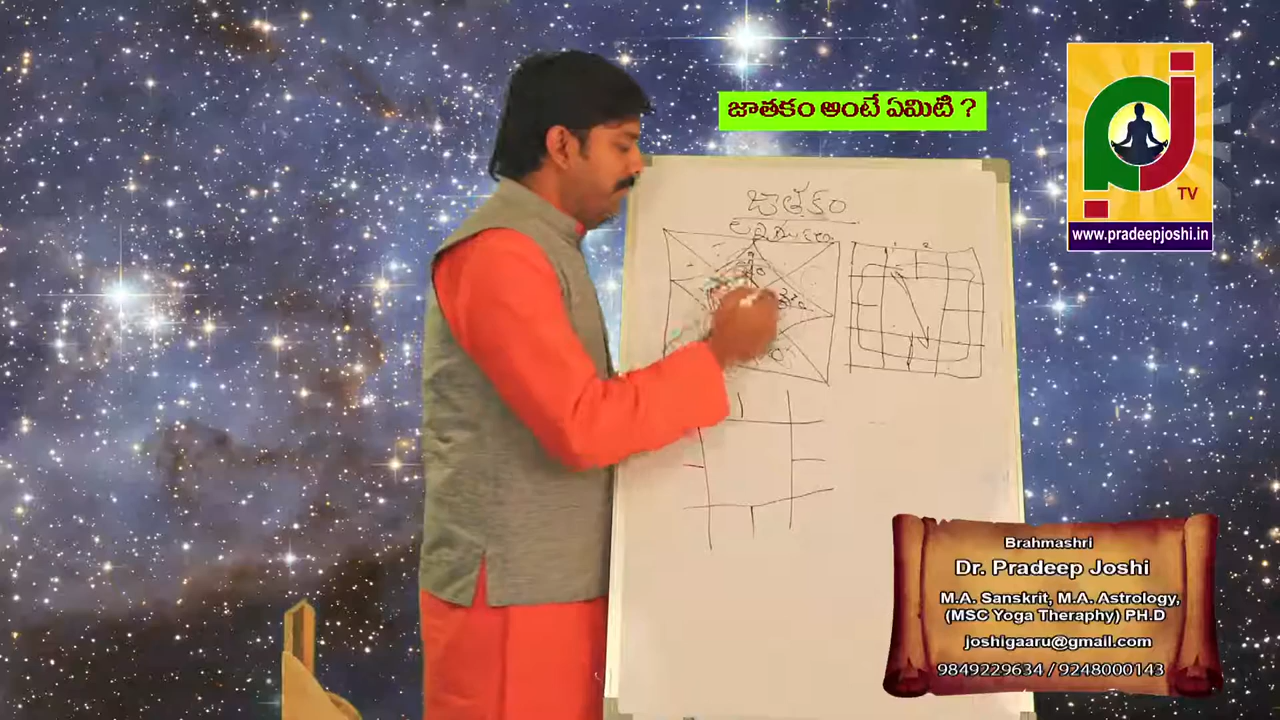 జాతకం అంటే ఏమిటి ?
TV
www.pradeepjoshi.in
జాతకం
Brahmashri
Dr. Pradeep Joshi
M.A. Sanskrit, M.A. Astrology,
(MSC Yoga Theraphy) PH.D
joshigaaru@gmail.com
9849229634 / 9248000143